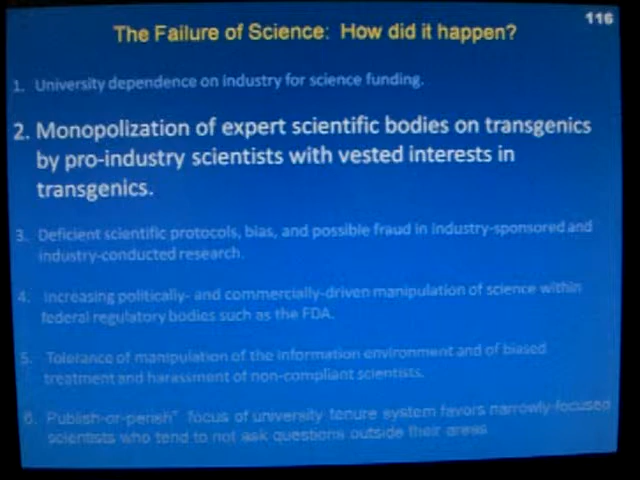 116
The Failure of Science: How did it happen?
1. University dependence on industry for science funding.
2. Monopolization of expert scientific bodies on transgenics
by pro-industry scientists with vested interests in
transgenics.
3. Deficient scientific protocols, bias, and possible fraud in industry-sponsored and
industry-conducted research.
4. Increasing politically- and commercially-driven manipulation of science within
federal regulatory bodies such as the FDA.
5. Tolerance of manipulation of the information environment and of biased
treatment and harassment of non-compliant scientists.
6. Publish-or-perish" focus of university tenure system favors narrowly-focused
scientists who tend to not ask questions outside their areas